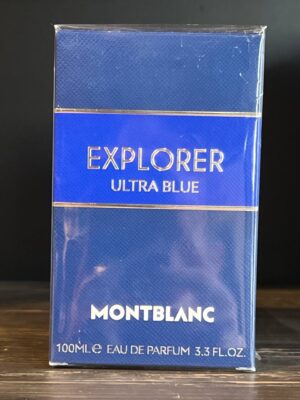 EXPLORER
ULTRA BLUE
MONTBLANC
100ML℮ EAU DE PARFUM 3.3 FL.OZ.